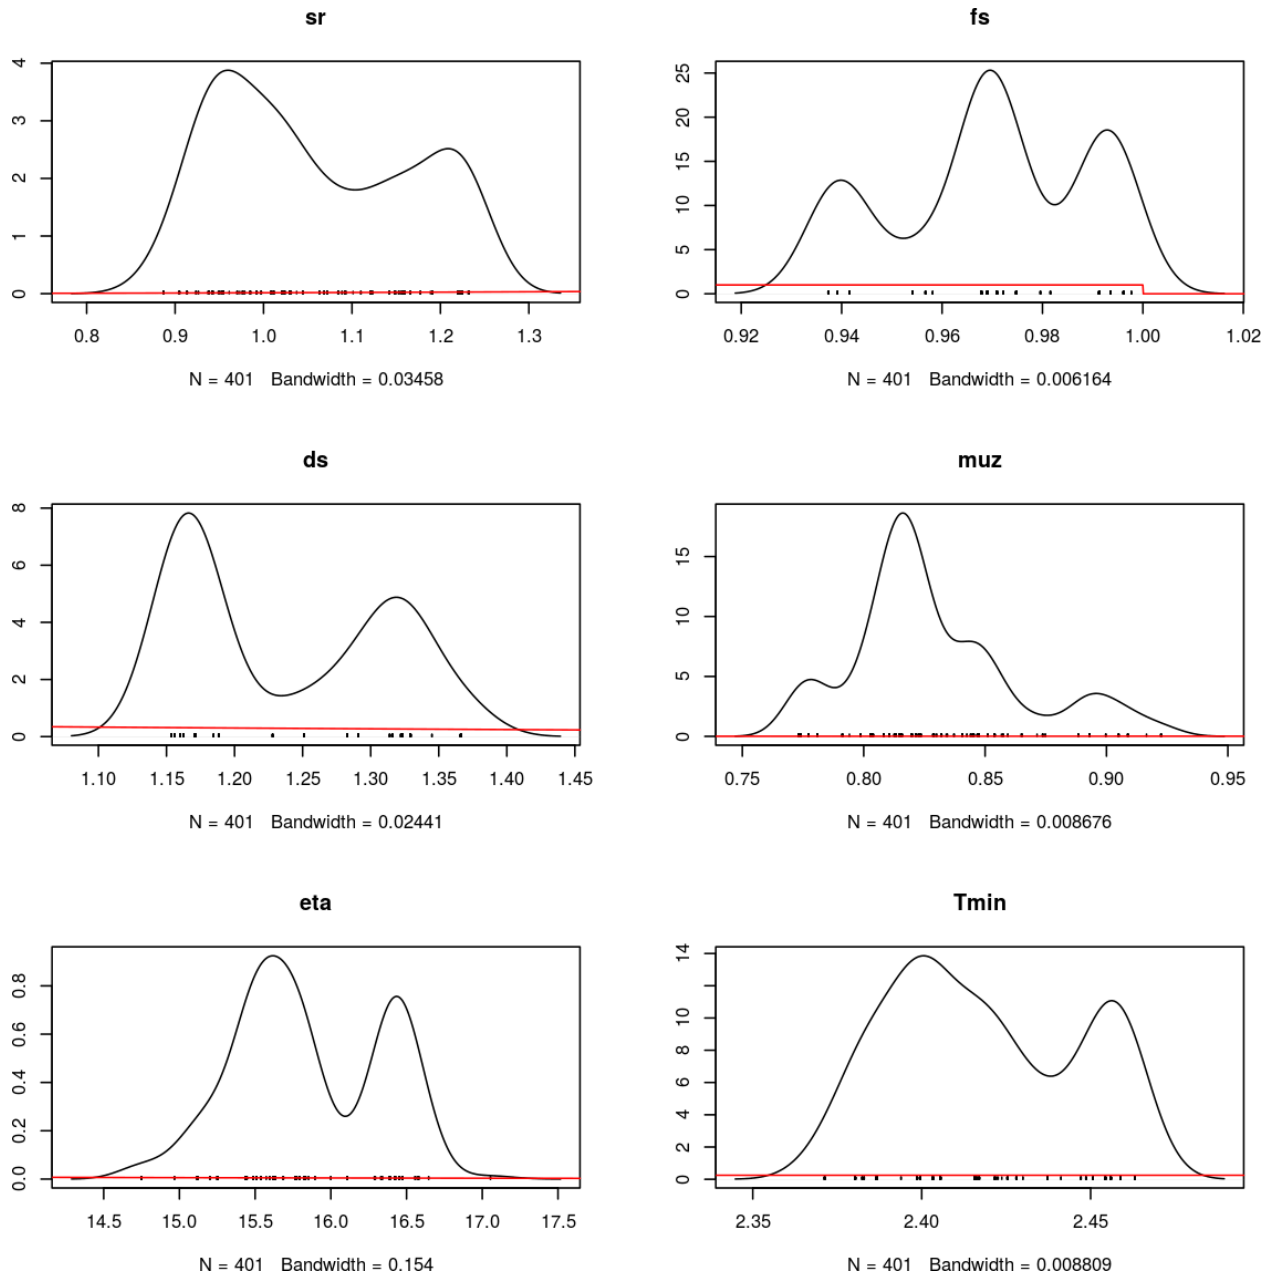 sr
4
3
2
1
0
0.8 0.9 1.0 1.1 1.2 1.3
N = 401 Bandwidth = 0.03458
fs
25
20
15
10
5
0
0.92 0.94 0.96 0.98 1.00 1.02
N = 401 Bandwidth = 0.006164
ds
8
6
4
2
0
1.10 1.15 1.20 1.25 1.30 1.35 1.40 1.45
N = 401 Bandwidth = 0.02441
muz
15
10
5
0
0.75 0.80 0.85 0.90 0.95
N = 401 Bandwidth = 0.008676
eta
0.8
0.6
0.4
0.2
0.0
14.5 15.0 15.5 16.0 16.5 17.0 17.5
N = 401 Bandwidth = 0.154
Tmin
14
10
8
6
4
2
0
2.35 2.40 2.45
N = 401 Bandwidth = 0.008809